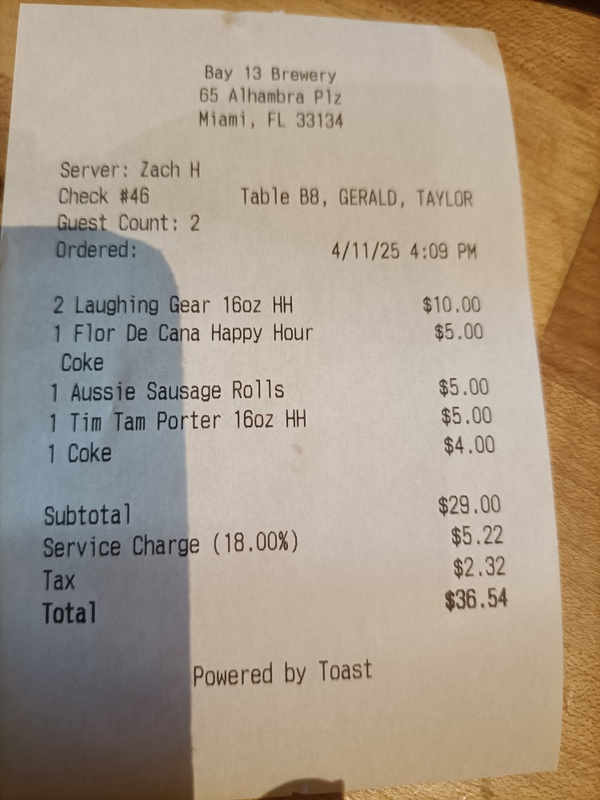 Bay 13 Brewery
65 Alhambra Plz
Miami, FL 33134
Server: Zach H
Check #46 Table B8, GERALD, TAYLOR
Guest Count: 2
Ordered: 4/11/25 4:09 PM
2 Laughing Gear 16oz HH $10.00
1 Flor De Cana Happy Hour $5.00
Coke
1 Aussie Sausage Rolls $5.00
1 Tim Tam Porter 16oz HH $5.00
1 Coke $4.00
Subtotal $29.00
Service Charge (18.00%) $5.22
Tax $2.32
Total $36.54
Powered by Toast